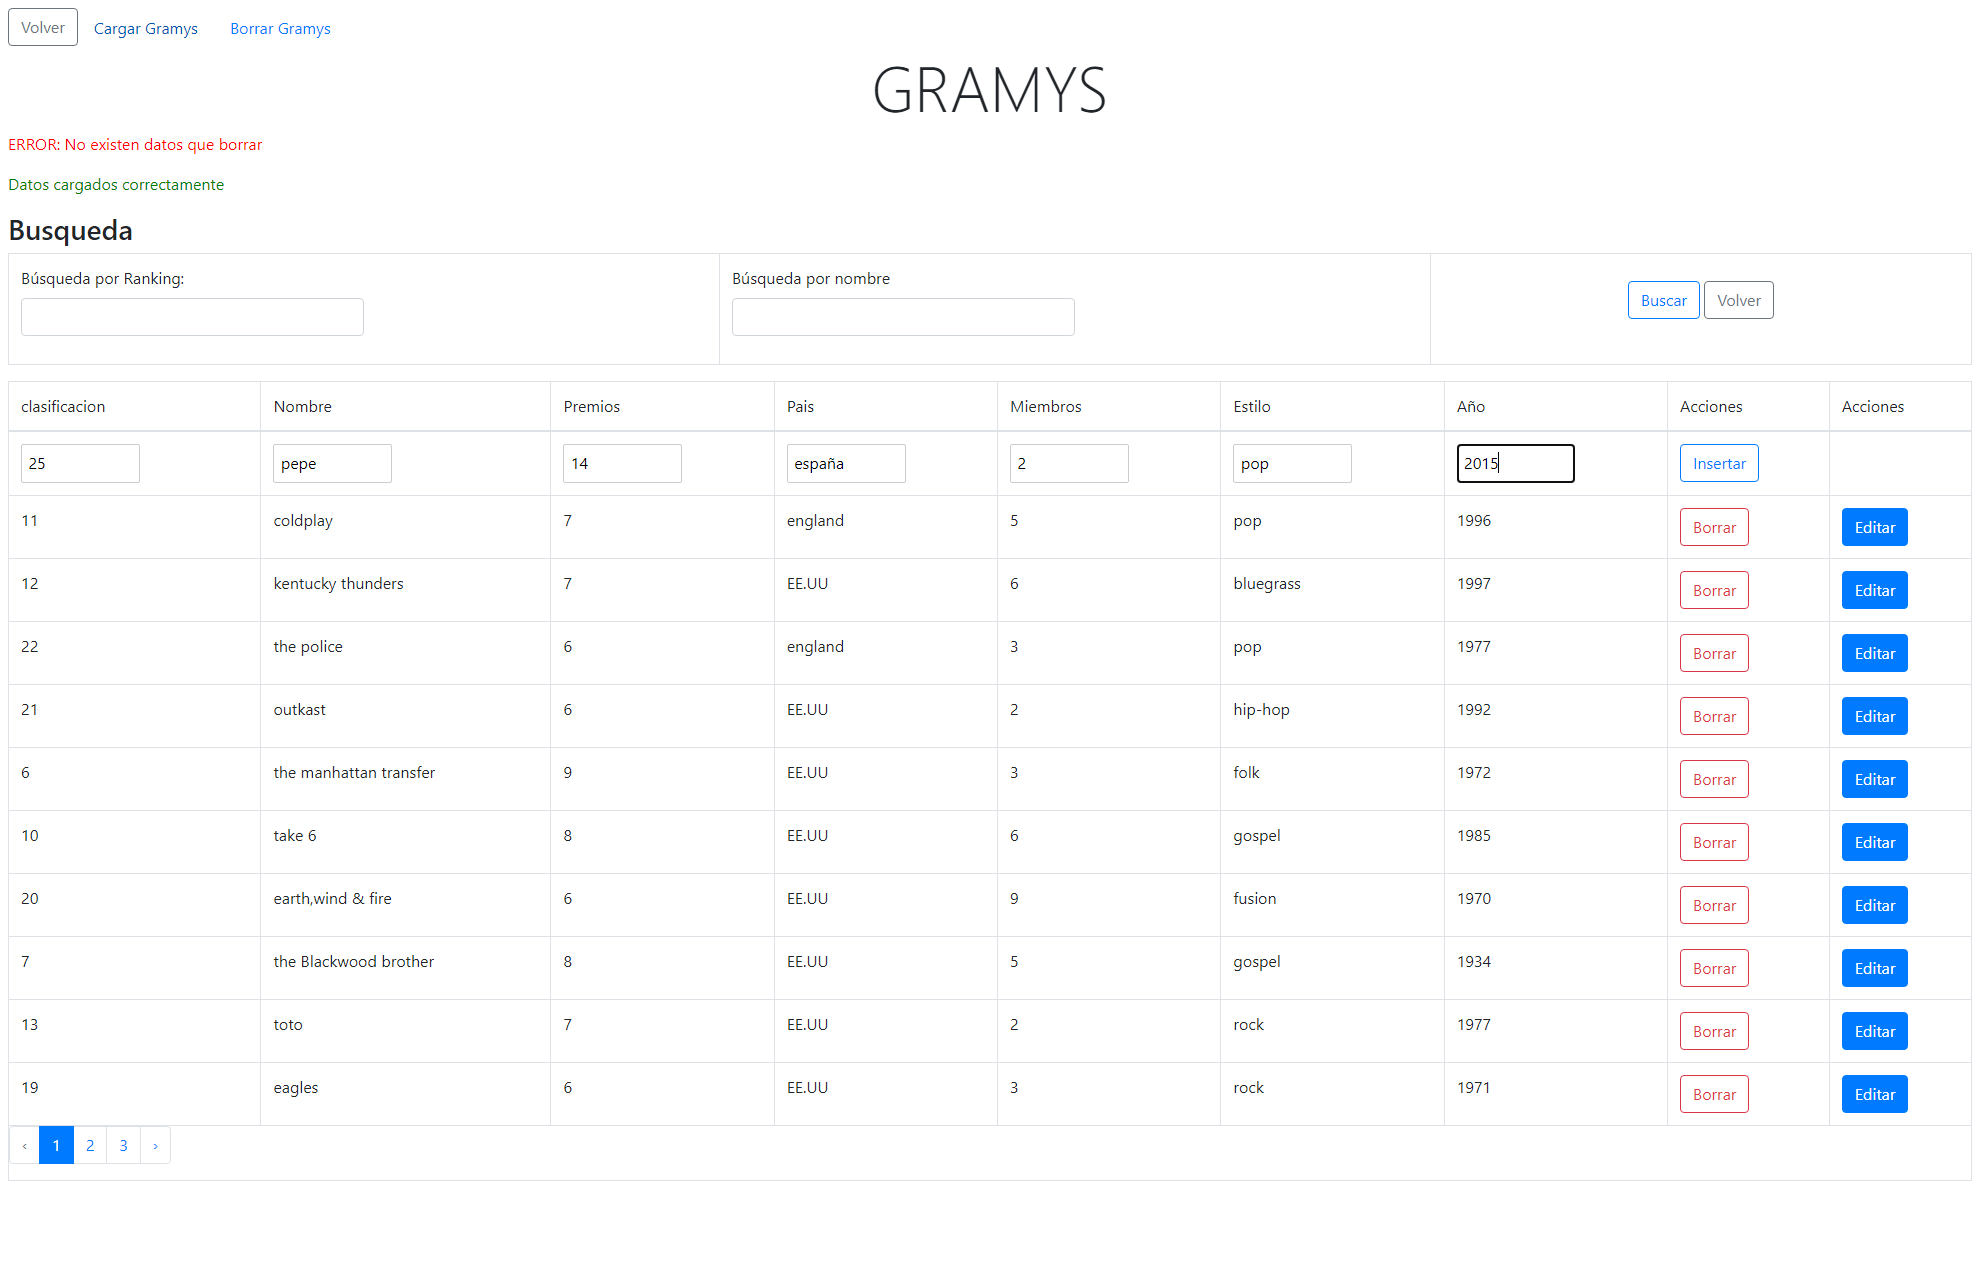 Volver Cargar Gramys Borrar Gramys
GRAMYS
ERROR: No existen datos que borrar
Datos cargados correctamente
Busqueda
Búsqueda por Ranking: Búsqueda por nombre
Buscar Volver
clasificacion Nombre Premios Pais Miembros Estilo Año Acciones Acciones
25 pepe 14 españa 2 pop 2015 Insertar
11 coldplay 7 england 5 pop 1996 Borrar Editar
12 kentucky thunders 7 EE.UU 6 bluegrass 1997 Borrar Editar
22 the police 6 england 3 pop 1977 Borrar Editar
21 outkast 6 EE.UU 2 hip-hop 1992 Borrar Editar
6 the manhattan transfer 9 EE.UU 3 folk 1972 Borrar Editar
10 take 6 8 EE.UU 6 gospel 1985 Borrar Editar
20 earth,wind & fire 6 EE.UU 9 fusion 1970 Borrar Editar
7 the Blackwood brother 8 EE.UU 5 gospel 1934 Borrar Editar
13 toto 7 EE.UU 2 rock 1977 Borrar Editar
19 eagles 6 EE.UU 3 rock 1971 Borrar Editar
‹ 1 2 3 ›